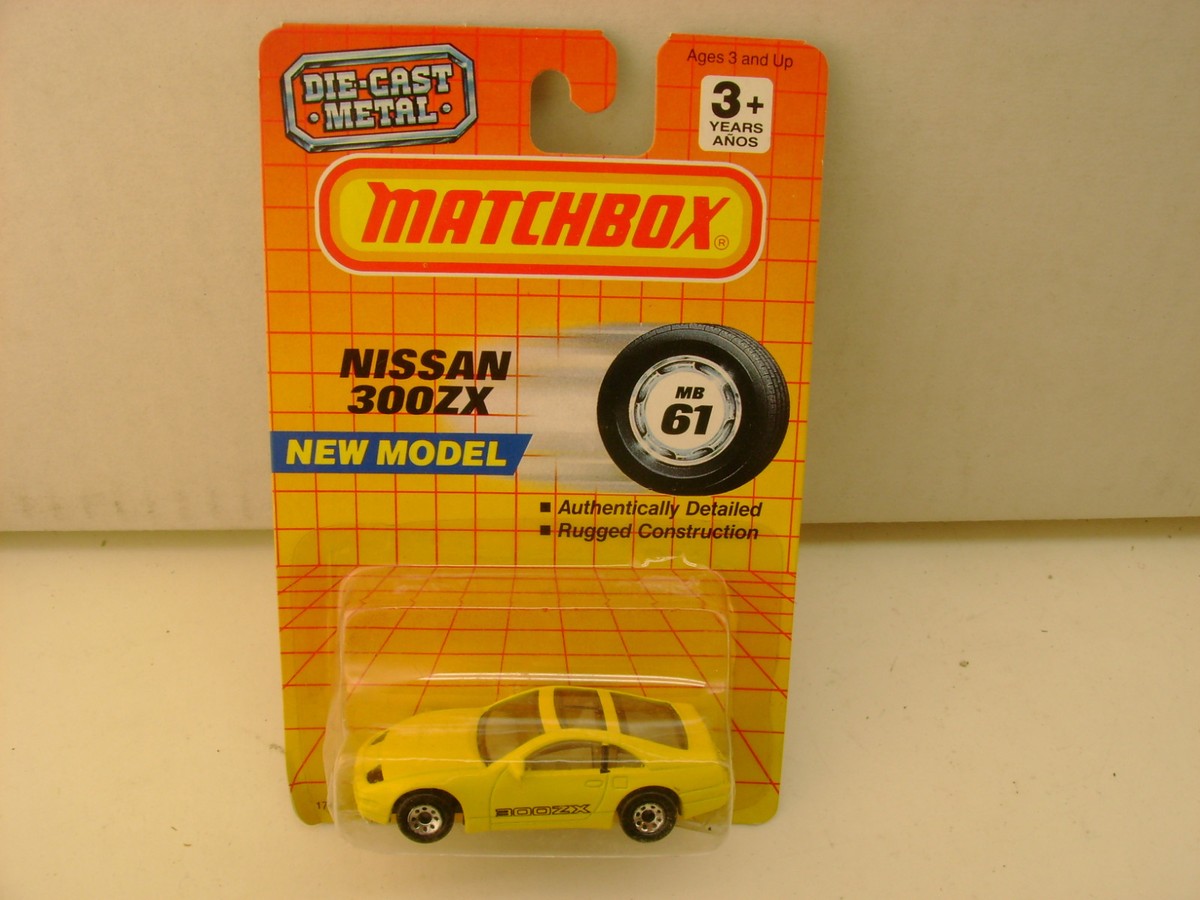 DIE-CAST
METAL
Ages 3 and Up
3+
YEARS
AÑOS
MATCHBOX®
NISSAN
300ZX
NEW MODEL
MB
61
■ Authentically Detailed
■ Rugged Construction
300ZX